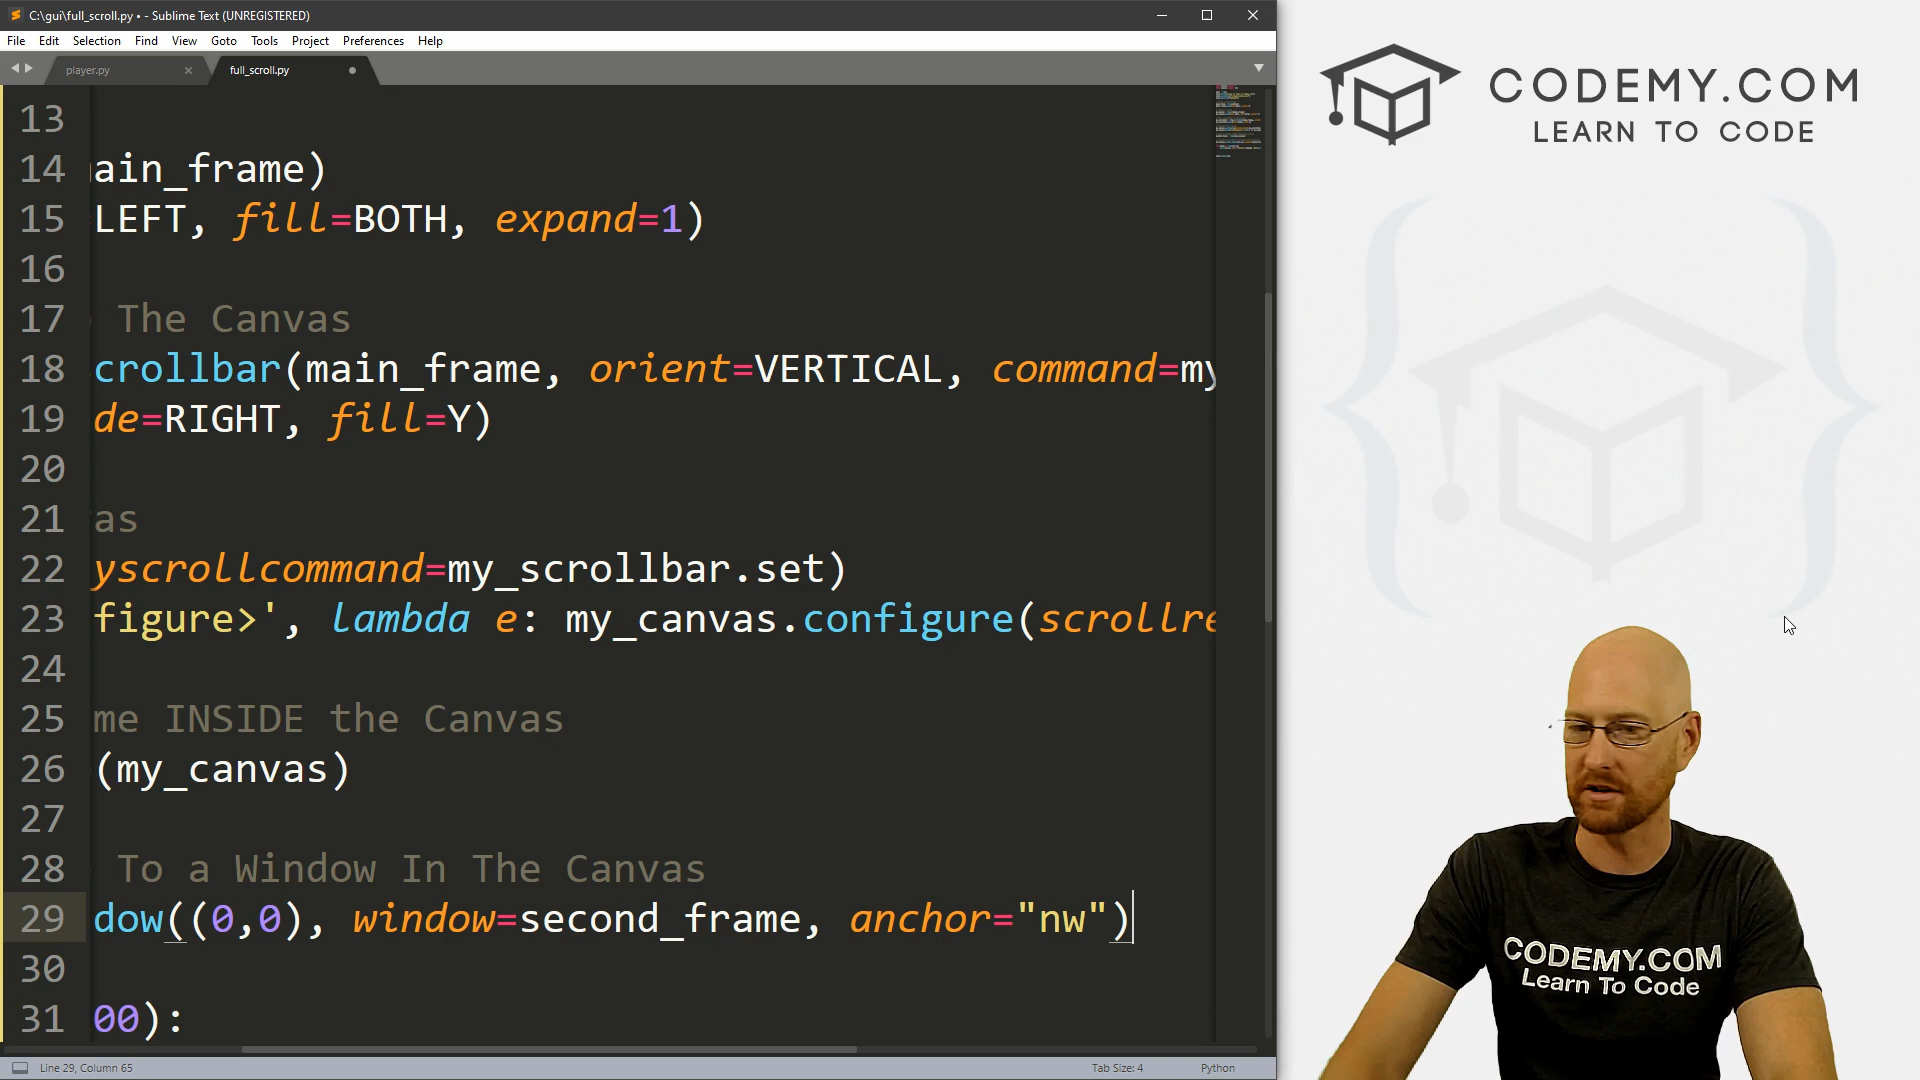 C:\gui\full_scroll.py • - Sublime Text (UNREGISTERED)
File Edit Selection Find View Goto Tools Project Preferences Help
player.py full_scroll.py
13
14 ain_frame)
15 LEFT, fill=BOTH, expand=1)
16
17 The Canvas
18 crollbar(main_frame, orient=VERTICAL, command=my
19 de=RIGHT, fill=Y)
20
21 as
22 yscrollcommand=my_scrollbar.set)
23 figure>', lambda e: my_canvas.configure(scrollre
24
25 me INSIDE the Canvas
26 (my_canvas)
27
28 To a Window In The Canvas
29 dow((0,0), window=second_frame, anchor="nw")
30
31 00):
Line 29, Column 65 Tab Size: 4 Python
CODEMY.COM
LEARN TO CODE
CODEMY.COM
Learn To Code